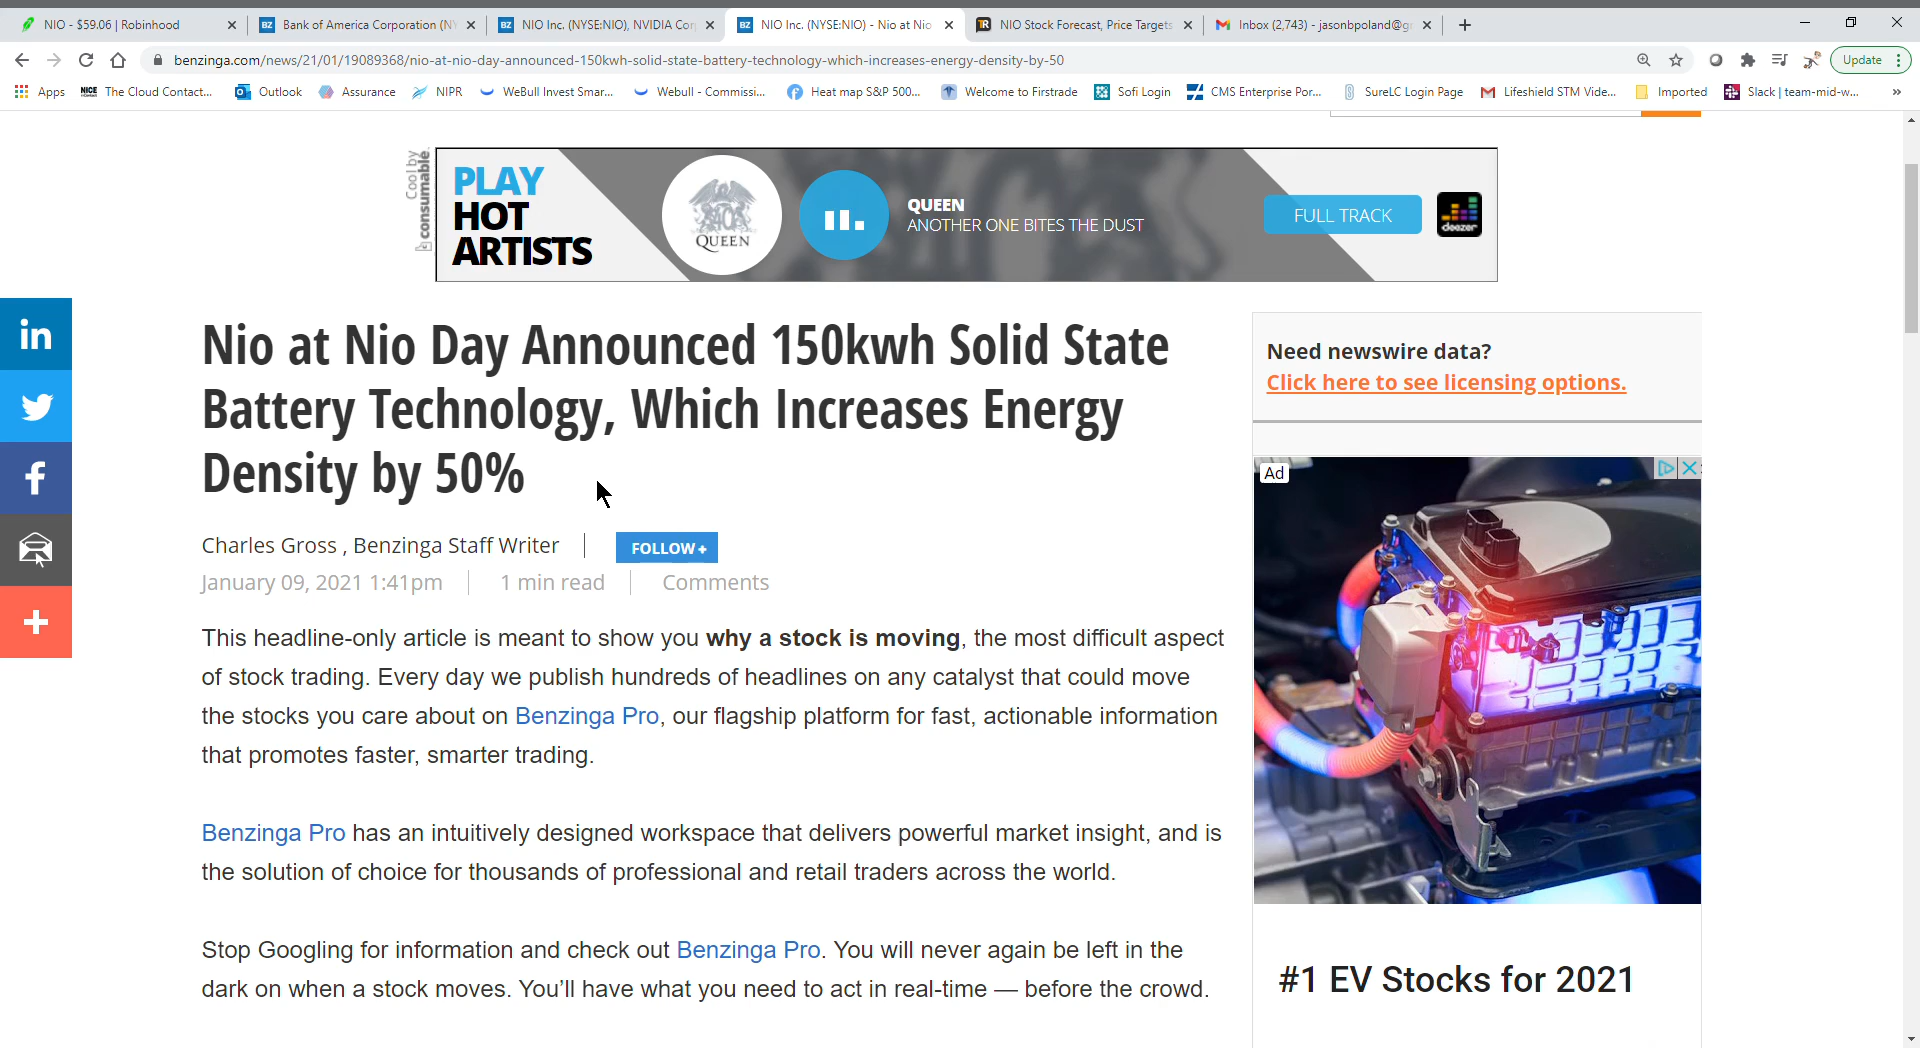 NIO - $59.06 | Robinhood
Bank of America Corporation (NY
NIO Inc. (NYSE:NIO), NVIDIA Cor
NIO Inc. (NYSE:NIO) - Nio at Nio
NIO Stock Forecast, Price Targets
Inbox (2,743) - jasonbpoland@g
benzinga.com/news/21/01/19089368/nio-at-nio-day-announced-150kwh-solid-state-battery-technology-which-increases-energy-density-by-50
Update
Apps
The Cloud Contact...
Outlook
Assurance
NIPR
WeBull Invest Smar...
Webull - Commissi...
Heat map S&P 500...
Welcome to Firstrade
Sofi Login
CMS Enterprise Por...
SureLC Login Page
Lifeshield STM Vide...
Imported
Slack | team-mid-w...
Cool by
consumable
PLAY
HOT
ARTISTS
QUEEN
QUEEN
ANOTHER ONE BITES THE DUST
FULL TRACK
deezer
Nio at Nio Day Announced 150kwh Solid State
Battery Technology, Which Increases Energy
Density by 50%
Charles Gross , Benzinga Staff Writer
FOLLOW+
January 09, 2021 1:41pm
1 min read
Comments
This headline-only article is meant to show you why a stock is moving, the most difficult aspect
of stock trading. Every day we publish hundreds of headlines on any catalyst that could move
the stocks you care about on Benzinga Pro, our flagship platform for fast, actionable information
that promotes faster, smarter trading.
Benzinga Pro has an intuitively designed workspace that delivers powerful market insight, and is
the solution of choice for thousands of professional and retail traders across the world.
Stop Googling for information and check out Benzinga Pro. You will never again be left in the
dark on when a stock moves. You'll have what you need to act in real-time — before the crowd.
Need newswire data?
Click here to see licensing options.
Ad
#1 EV Stocks for 2021